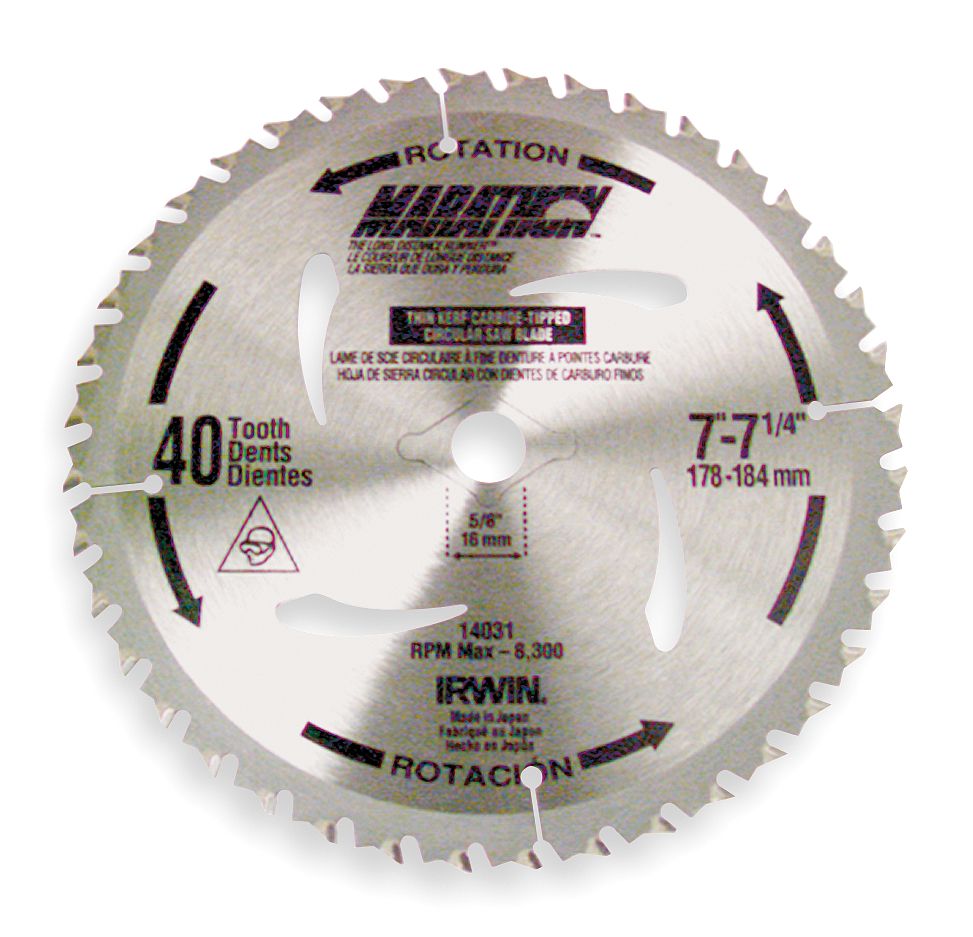 ROTATION
MARATHON
THE LONG DISTANCE RUNNER™
LE COUREUR DE LONGUE DISTANCE
LA SIERRA QUE DURA Y PERDURA
THIN KERF CARBIDE-TIPPED
CIRCULAR SAW BLADE
LAME DE SCIE CIRCULAIRE À FINE DENTURE A POINTES CARBURE
HOJA DE SIERRA CIRCULAR CON DIENTES DE CARBURO FINOS
40 Tooth
Dents
Dientes
7"-7 1/4"
178-184 mm
5/8"
16 mm
14031
RPM Max – 8,300
IRWIN.
Made in Japan
Fabriqué au Japon
Hecho en Japón
ROTACIÓN